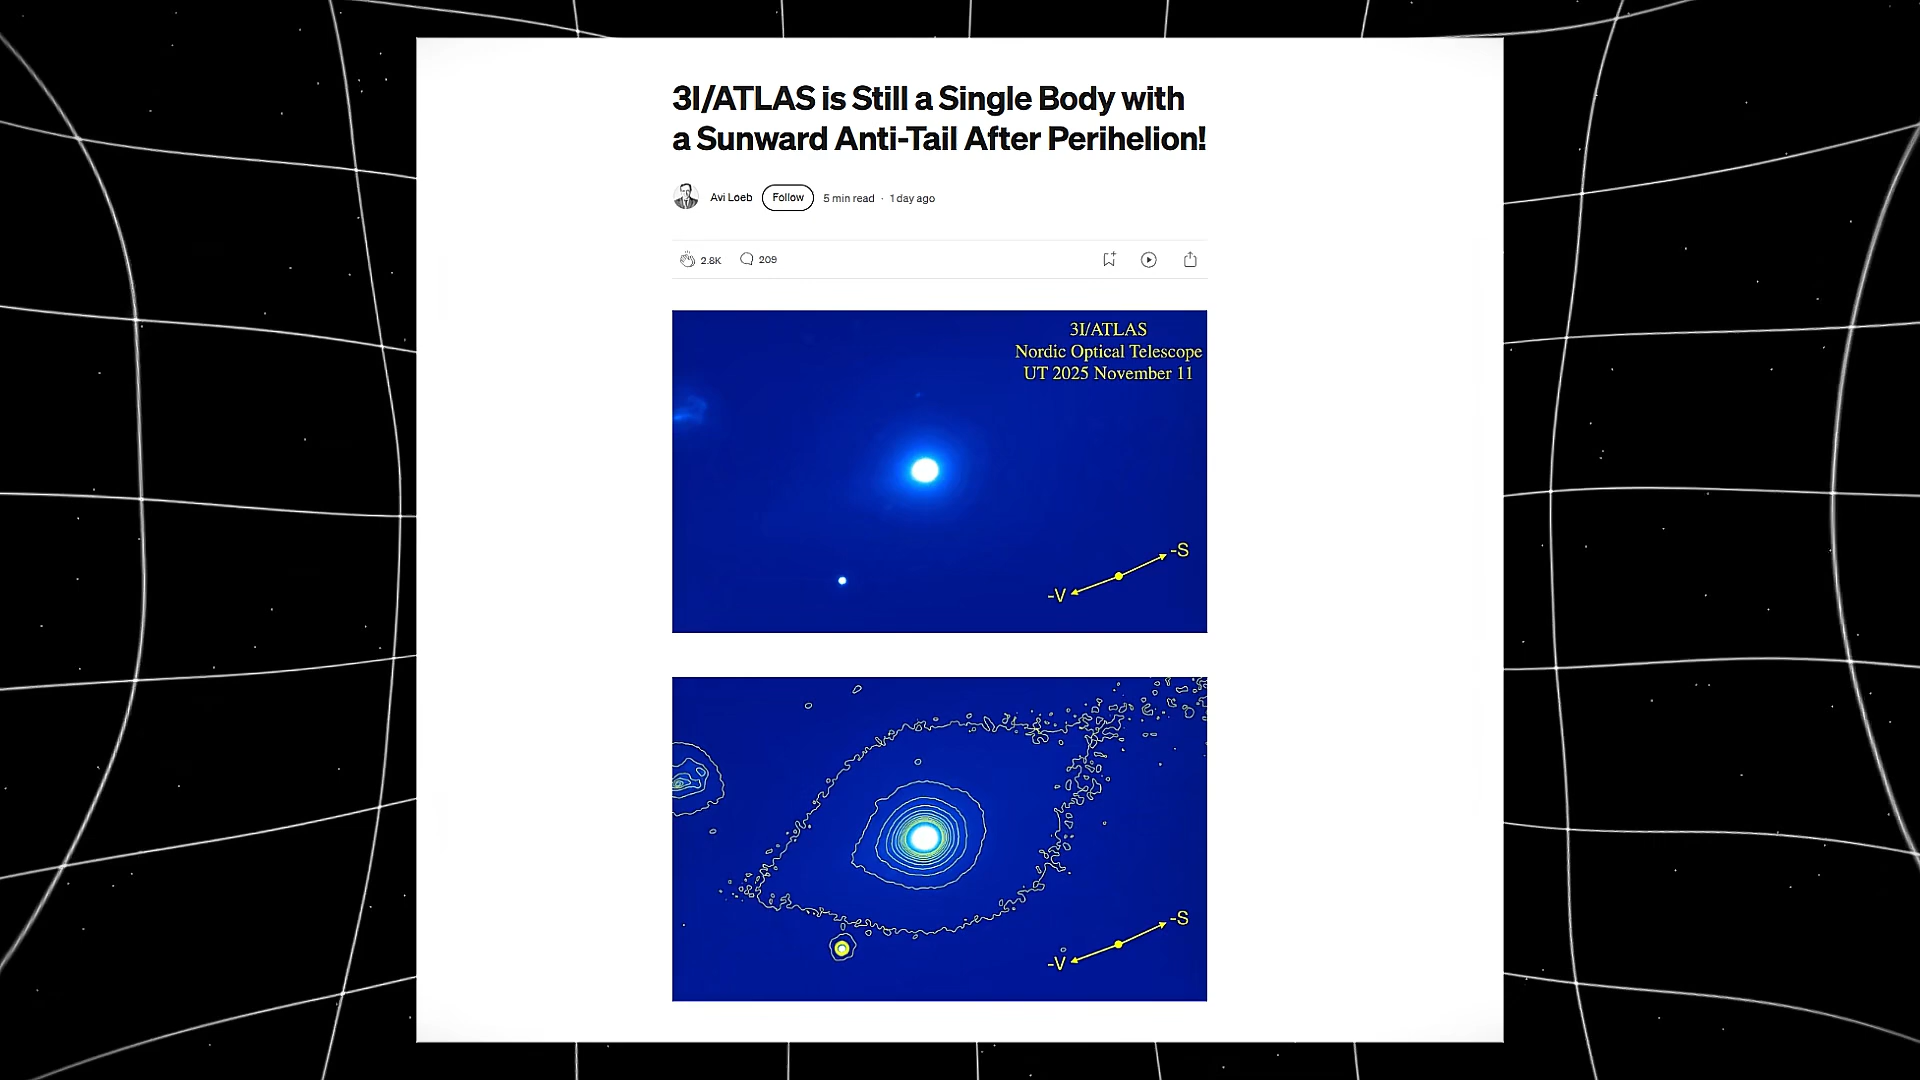 3I/ATLAS is Still a Single Body with
a Sunward Anti-Tail After Perihelion!
Avi Loeb Follow 5 min read · 1 day ago
2.8K 209
3I/ATLAS
Nordic Optical Telescope
UT 2025 November 11
-S
-V
-S
-V